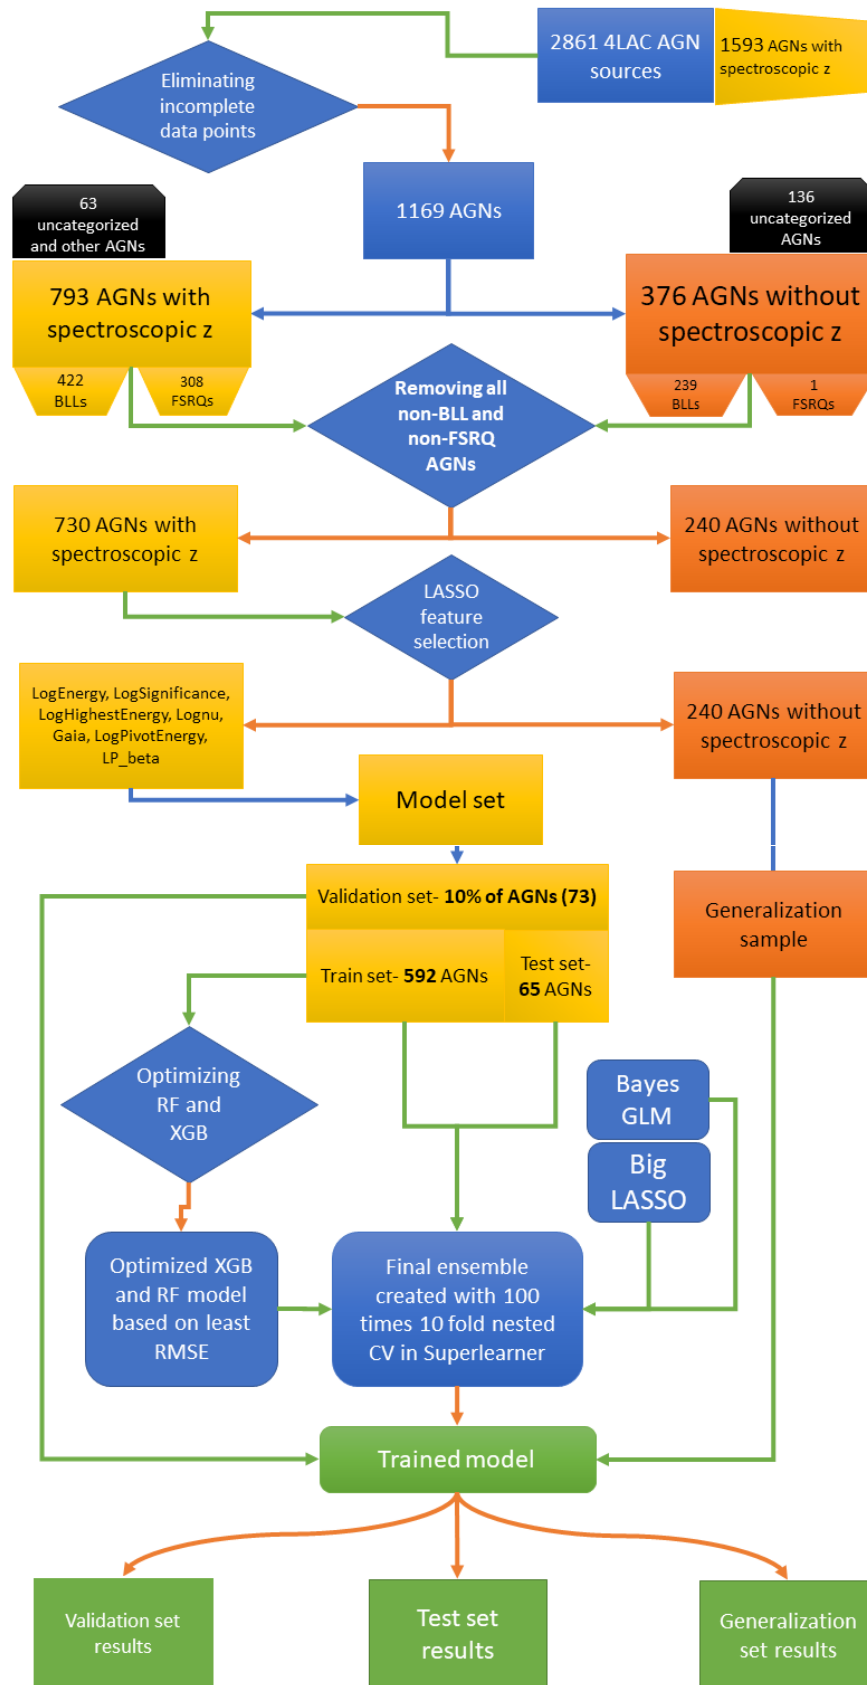 2861 4LAC AGN
sources
1593 AGNs with
spectroscopic z
Eliminating
incomplete
data points
1169 AGNs
63
uncategorized
and other AGNs
136
uncategorized
AGNs
793 AGNs with
spectroscopic z
376 AGNs without
spectroscopic z
422
BLLs
308
FSRQs
239
BLLs
1
FSRQs
Removing all
non-BLL and
non-FSRQ
AGNs
730 AGNs with
spectroscopic z
240 AGNs without
spectroscopic z
LASSO
feature
selection
LogEnergy, LogSignificance,
LogHighestEnergy, Lognu,
Gaia, LogPivotEnergy,
LP_beta
240 AGNs without
spectroscopic z
Model set
Validation set- 10% of AGNs (73)
Train set- 592 AGNs
Test set-
65 AGNs
Generalization
sample
Optimizing
RF and
XGB
Bayes
GLM
Big
LASSO
Optimized XGB
and RF model
based on least
RMSE
Final ensemble
created with 100
times 10 fold nested
CV in Superlearner
Trained model
Validation set
results
Test set
results
Generalization
set results